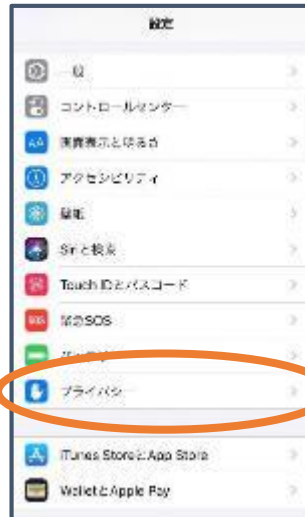 設定
一般
コントロールセンター
画面表示と明るさ
AA
アクセシビリティ
壁紙
Siriと検索
Touch IDとパスコード
SOS
緊急SOS
プライバシー
iTunes StoreとApp Store
WalletとApple Pay